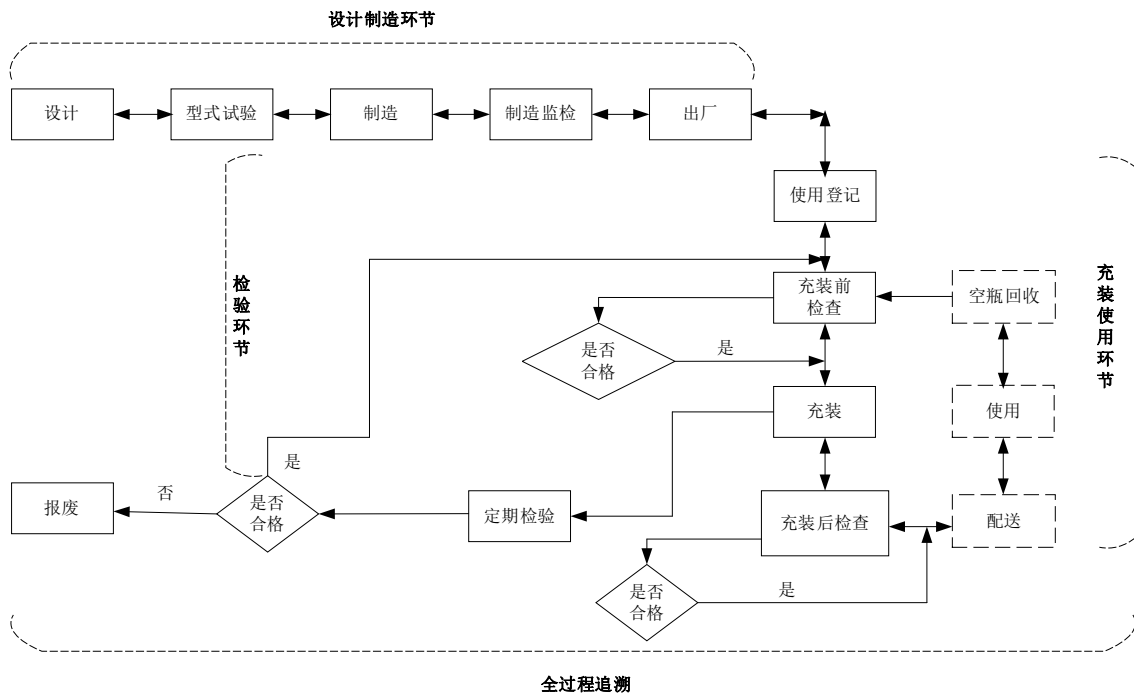 设计制造环节
设计
型式试验
制造
制造监检
出厂
使用登记
检
验
环
节
充装前
检查
空瓶回收
充
装
使
用
环
节
是否
合格
是
充装
使用
是
报废
否
是否
合格
定期检验
充装后检查
配送
是否
合格
是
全过程追溯